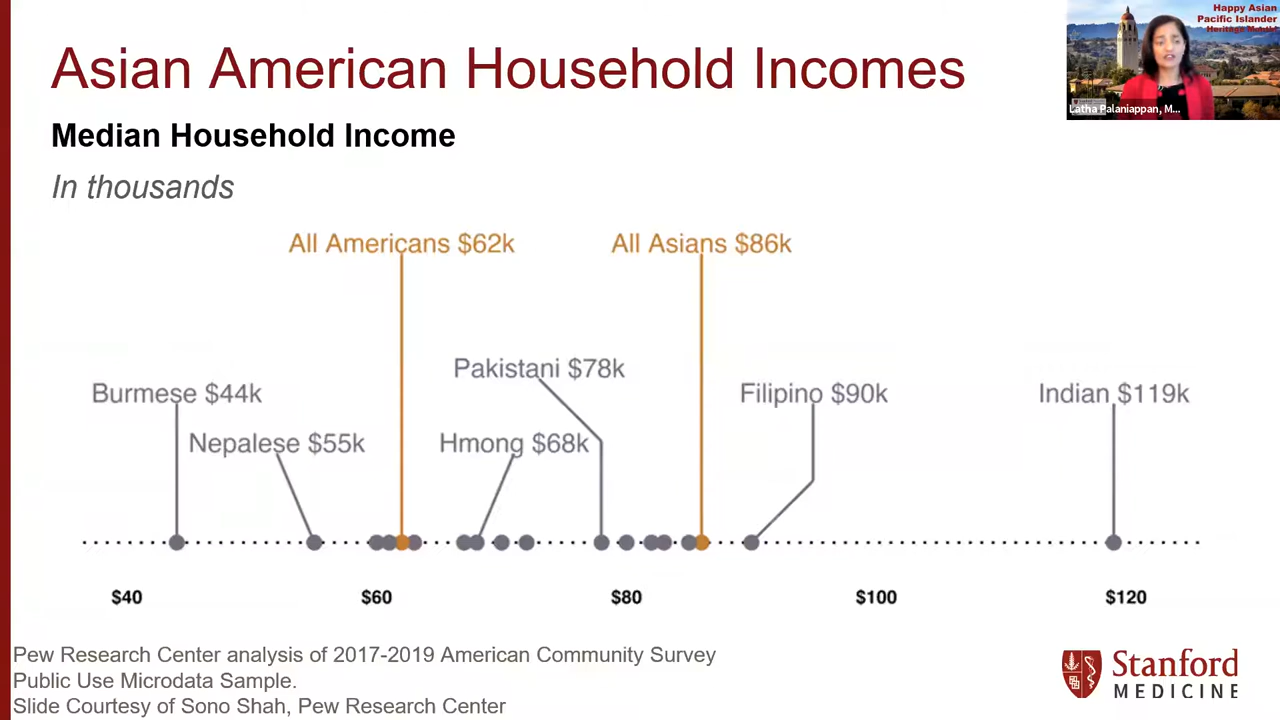 Asian American Household Incomes
Happy Asian
Pacific Islander
Heritage Month!
Latha Palaniappan, M...
Median Household Income
In thousands
All Americans $62k
All Asians $86k
Pakistani $78k
Burmese $44k
Filipino $90k
Indian $119k
Nepalese $55k
Hmong $68k
$40
$60
$80
$100
$120
Pew Research Center analysis of 2017-2019 American Community Survey
Public Use Microdata Sample.
Slide Courtesy of Sono Shah, Pew Research Center
Stanford
MEDICINE